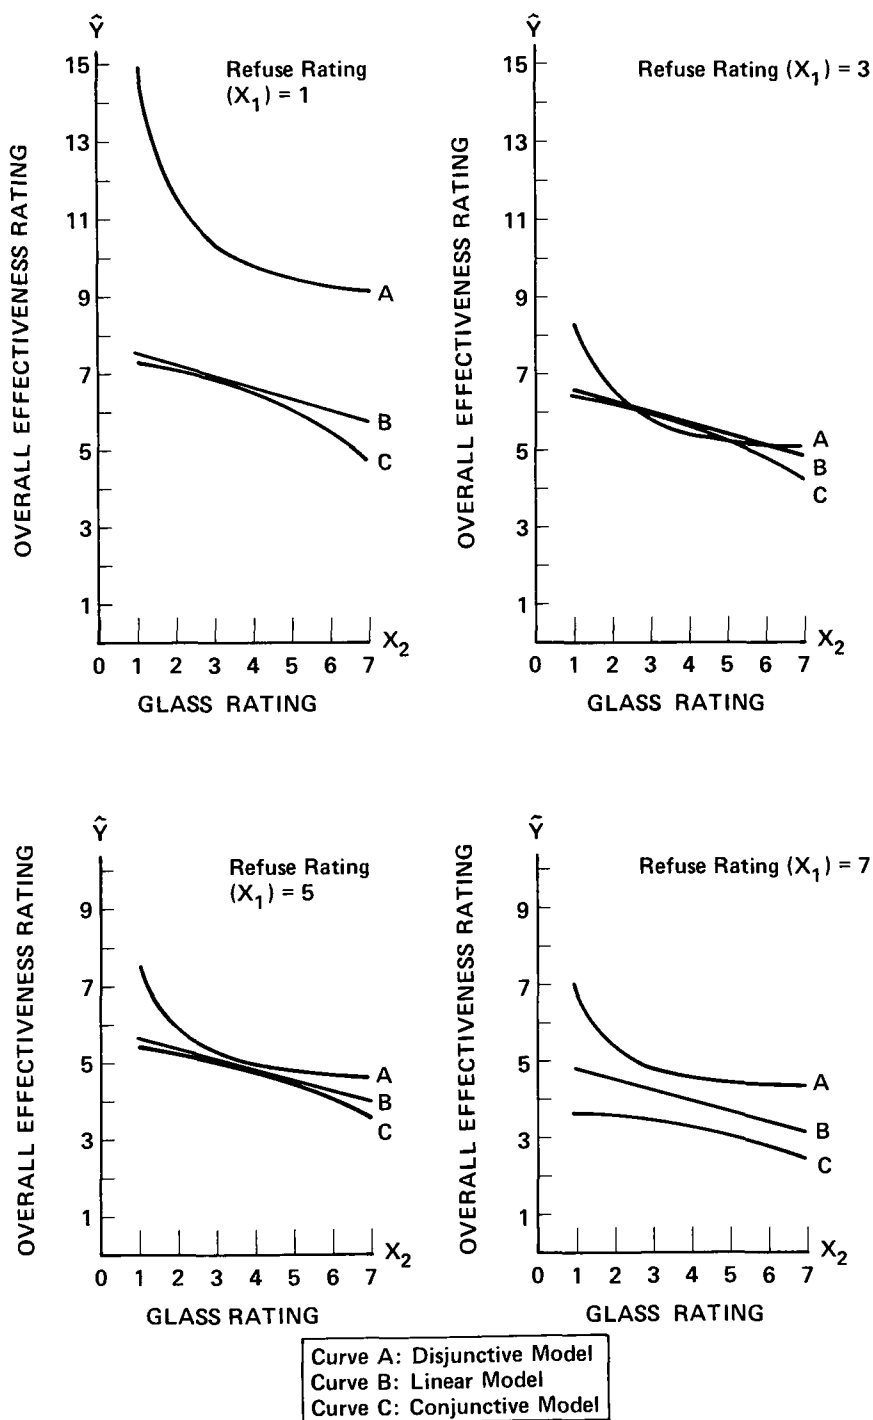 Ŷ
Refuse Rating
(X₁) = 1
OVERALL EFFECTIVENESS RATING
15
13
11
9
7
5
3
1
A
B
C
0 1 2 3 4 5 6 7 X₂
GLASS RATING
Ŷ
Refuse Rating (X₁) = 3
OVERALL EFFECTIVENESS RATING
15
13
11
9
7
5
3
1
A
B
C
0 1 2 3 4 5 6 7 X₂
GLASS RATING
Ŷ
Refuse Rating
(X₁) = 5
OVERALL EFFECTIVENESS RATING
9
7
5
3
1
A
B
C
0 1 2 3 4 5 6 7 X₂
GLASS RATING
Ŷ
Refuse Rating (X₁) = 7
OVERALL EFFECTIVENESS RATING
9
7
5
3
1
A
B
C
0 1 2 3 4 5 6 7 X₂
GLASS RATING
Curve A: Disjunctive Model
Curve B: Linear Model
Curve C: Conjunctive Model